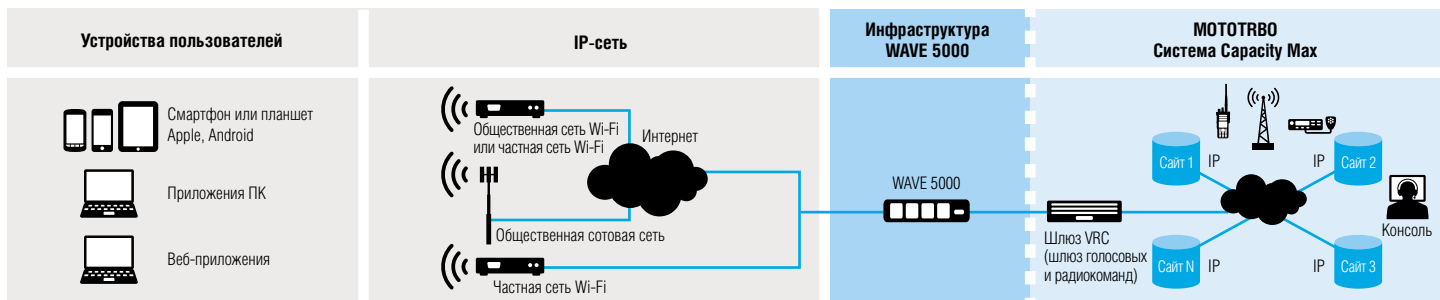 Устройства пользователей
IP-сеть
Инфраструктура
WAVE 5000
MOTOTRBO
Система Capacity Max
Смартфон или планшет
Apple, Android
Приложения ПК
Веб-приложения
Общественная сеть Wi-Fi
или частная сеть Wi-Fi
Интернет
Общественная сотовая сеть
Частная сеть Wi-Fi
WAVE 5000
Шлюз VRC
(шлюз голосовых
и радиокоманд)
Сайт 1
IP
IP
Сайт 2
Консоль
Сайт N
IP
IP
Сайт 3